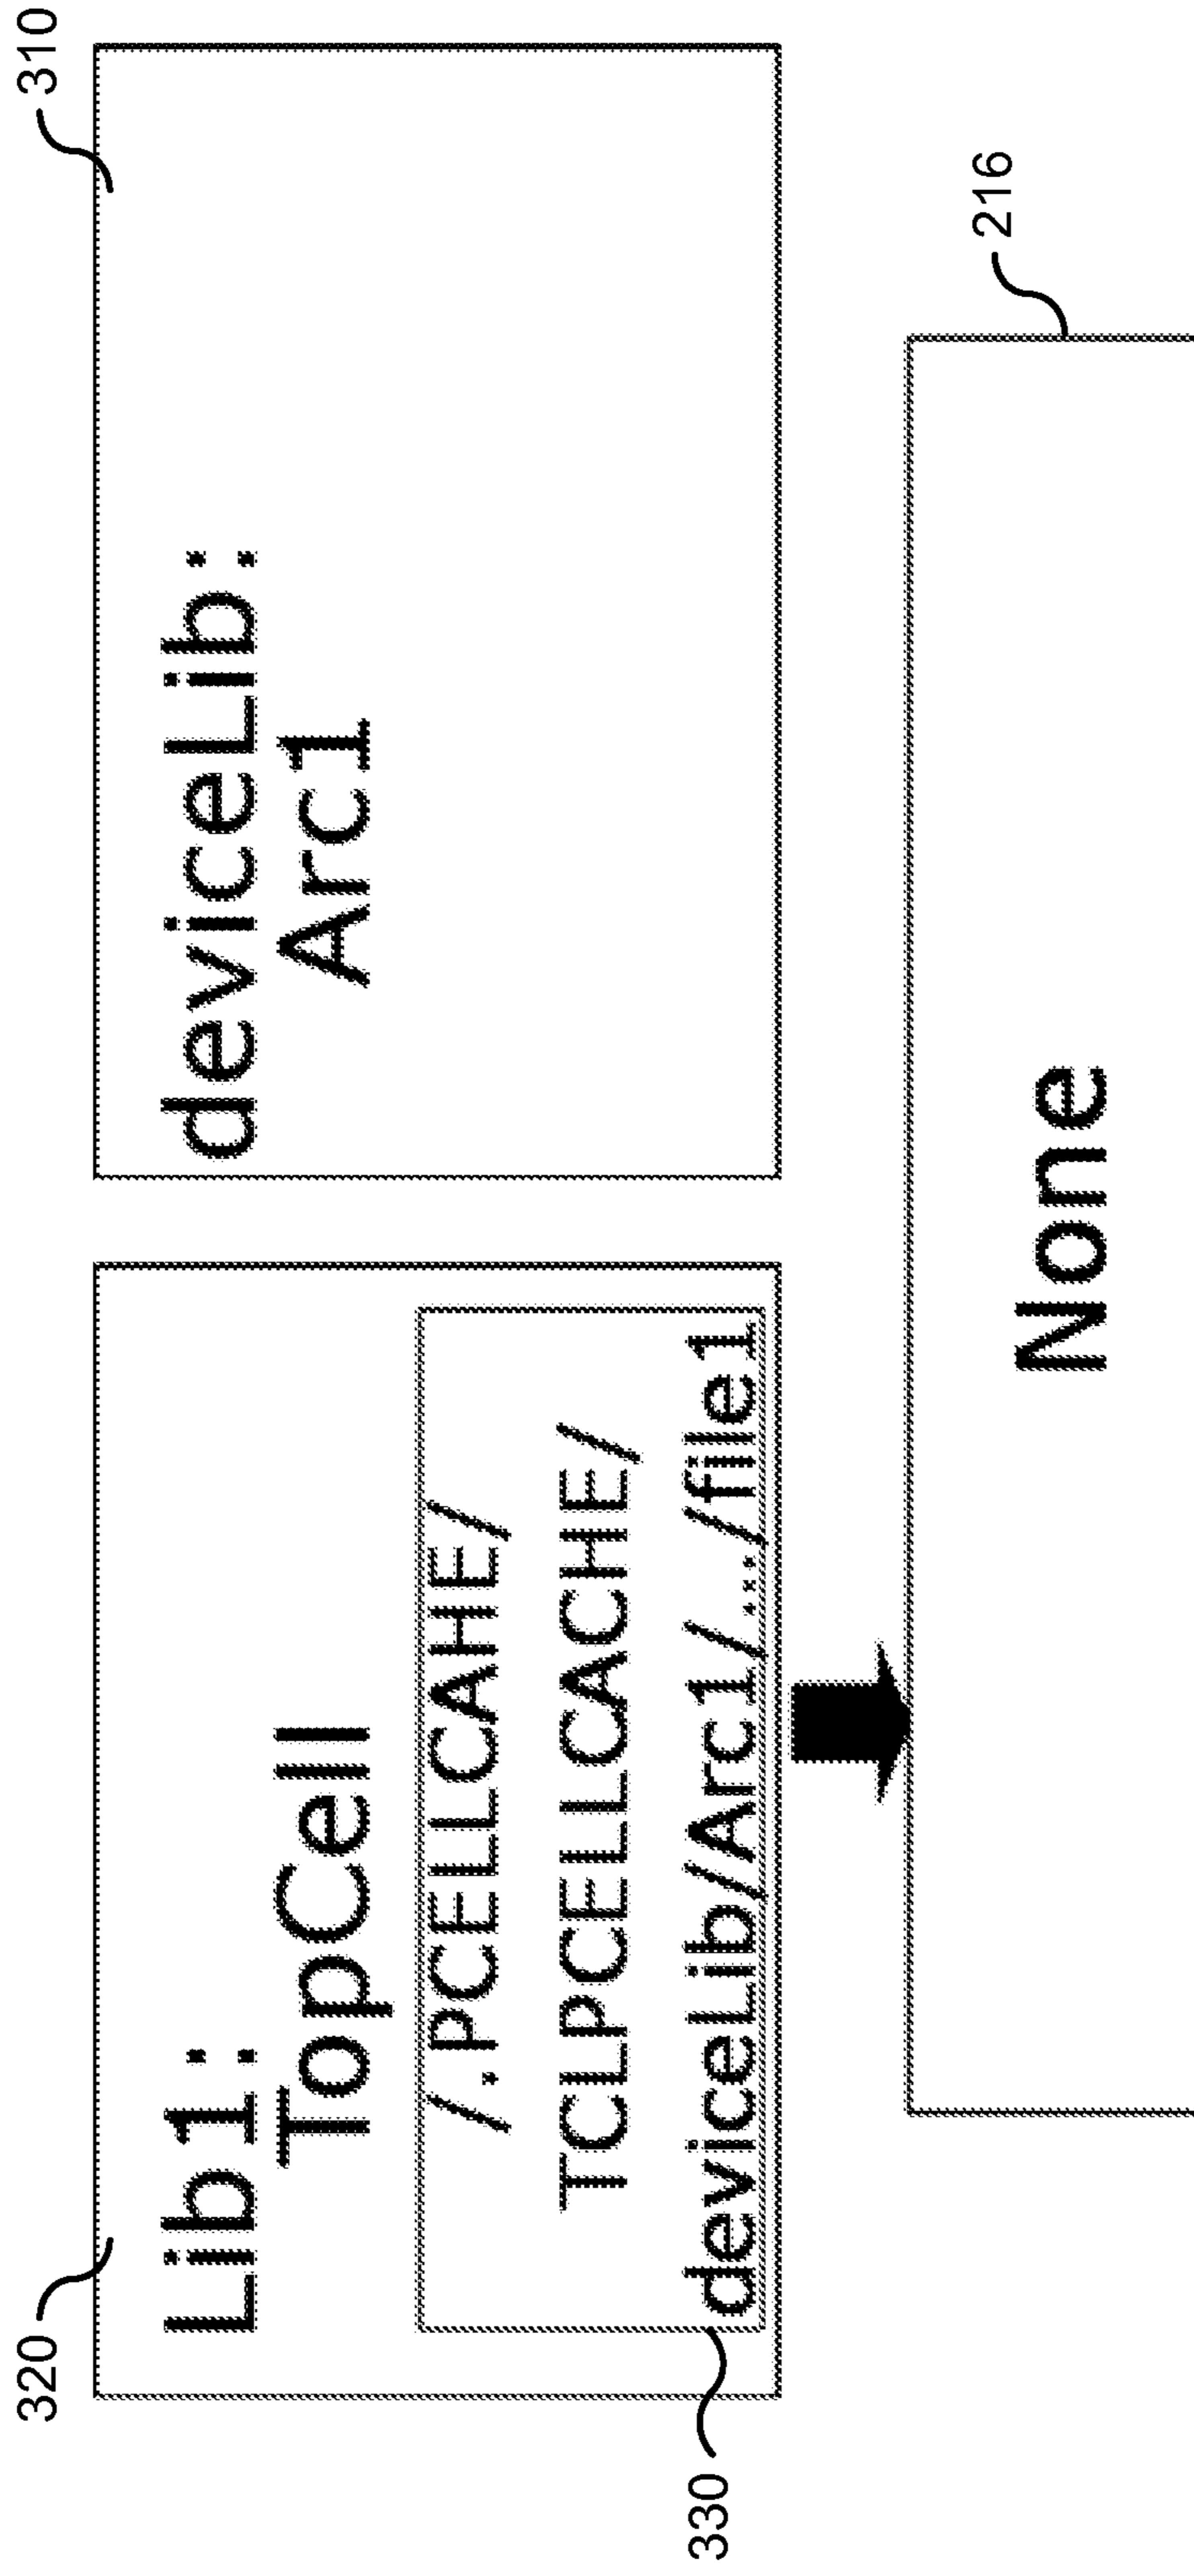 320
310
Lib1:
TopCell
/.PCELLCAHE/
TCLPCELLCACHE/
deviceLib/Arc1/.../file1
330
deviceLib:
Arc1
216
None